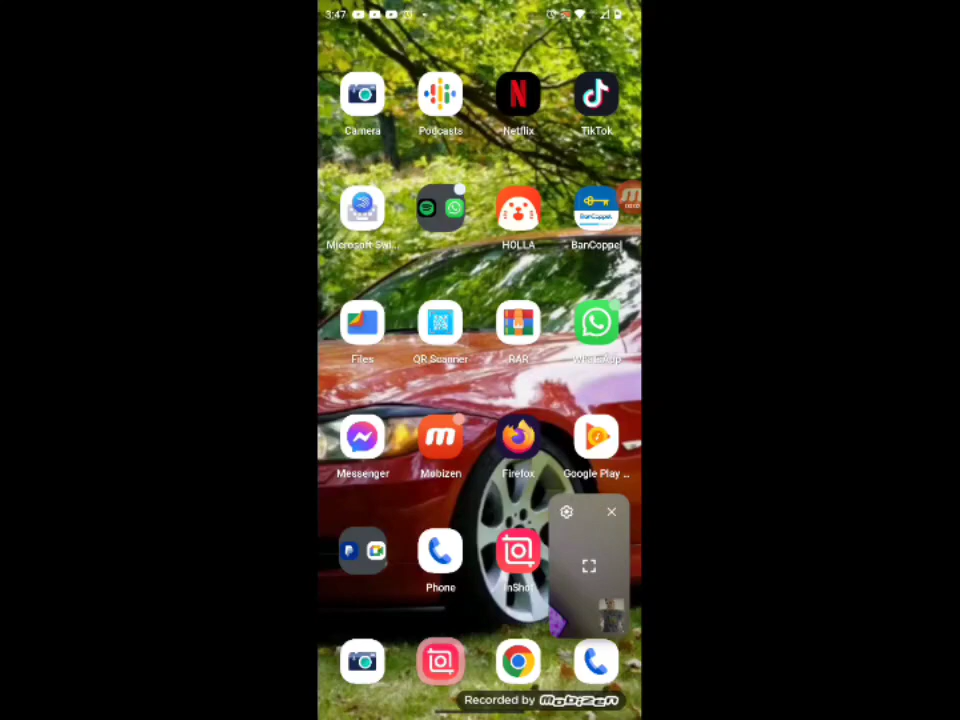 3:47
Camera
Podcasts
Netflix
TikTok
BanCoppel
Microsoft Swi...
HOLLA
BanCoppel
Files
QR Scanner
RAR
WhatsApp
Messenger
Mobizen
Firefox
Google Play ...
Phone
InShot
Recorded by mobizen